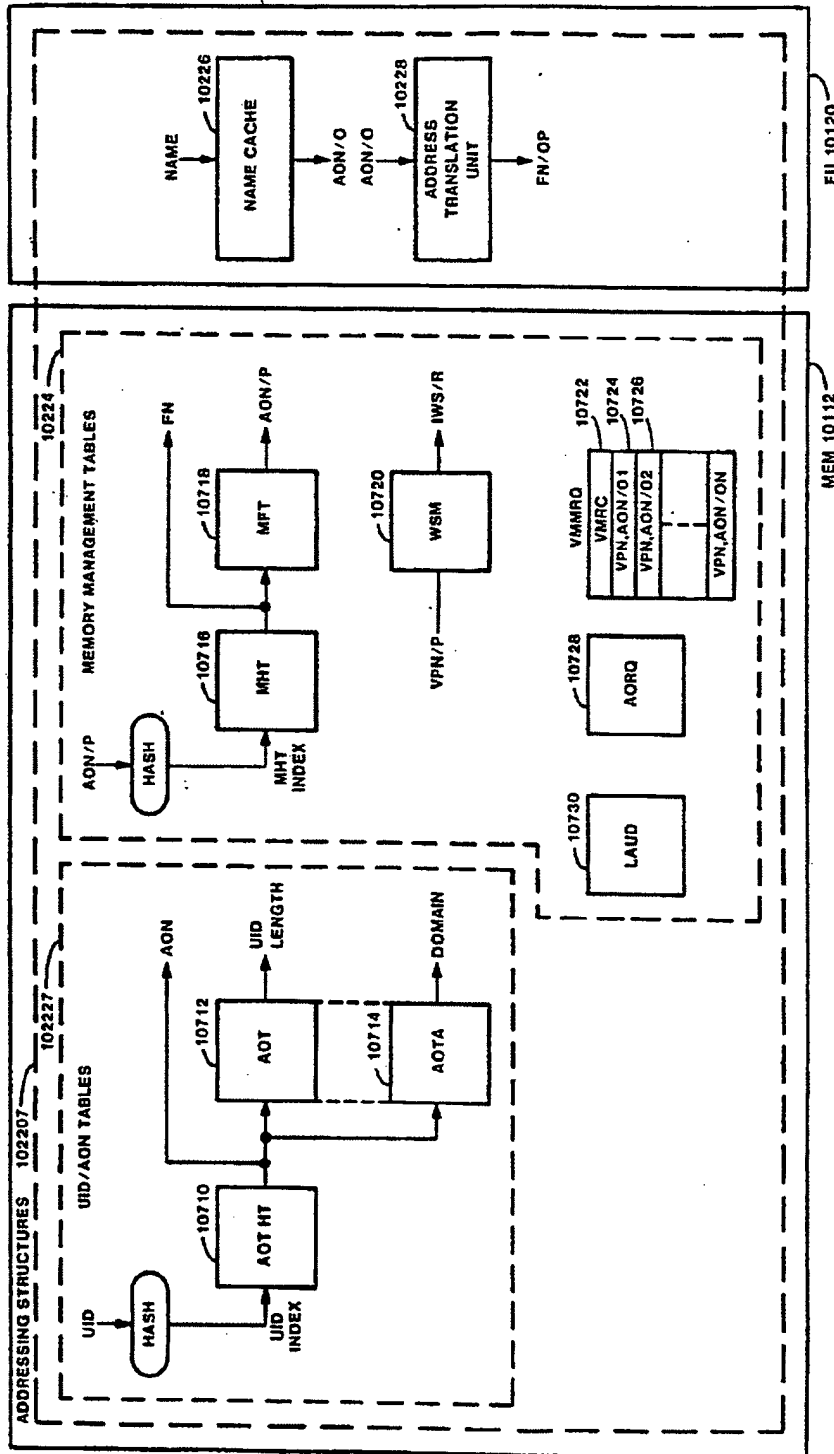 ADDRESSING STRUCTURES 102207
102227
UID/AON TABLES
UID
HASH
UID
INDEX
10710
AOT HT
AON
10712
AOT
UID
LENGTH
10714
AOTA
DOMAIN
10224
MEMORY MANAGEMENT TABLES
AON/P
HASH
MHT
INDEX
10716
MHT
FN
10718
MFT
AON/P
VPN/P
10720
WSM
IWS/R
10730
LAUD
10728
AORQ
VMMRQ
VMRC
10722
VPN,AON/O1
10724
VPN,AON/O2
10726
VPN,AON/ON
MEM 10112
NAME
10226
NAME CACHE
AON/O
AON/O
10228
ADDRESS
TRANSLATION
UNIT
FN/OP
FU 10120